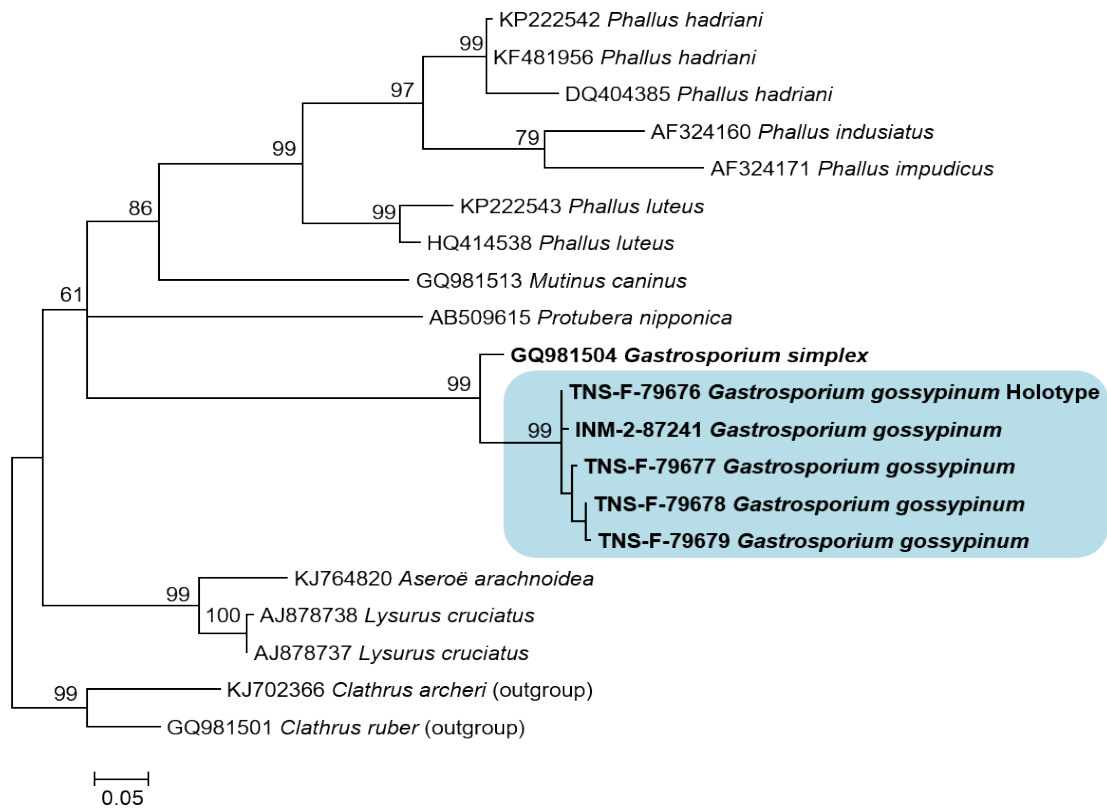 KP222542 Phallus hadriani
99
KF481956 Phallus hadriani
97
DQ404385 Phallus hadriani
79
AF324160 Phallus indusiatus
99
AF324171 Phallus impudicus
86
99
KP222543 Phallus luteus
HQ414538 Phallus luteus
GQ981513 Mutinus caninus
61
AB509615 Protubera nipponica
GQ981504 Gastrosporium simplex
99
TNS-F-79676 Gastrosporium gossypinum Holotype
99
INM-2-87241 Gastrosporium gossypinum
TNS-F-79677 Gastrosporium gossypinum
TNS-F-79678 Gastrosporium gossypinum
TNS-F-79679 Gastrosporium gossypinum
KJ764820 Aseroë arachnoidea
99
100
AJ878738 Lysurus cruciatus
AJ878737 Lysurus cruciatus
KJ702366 Clathrus archeri (outgroup)
99
GQ981501 Clathrus ruber (outgroup)
0.05